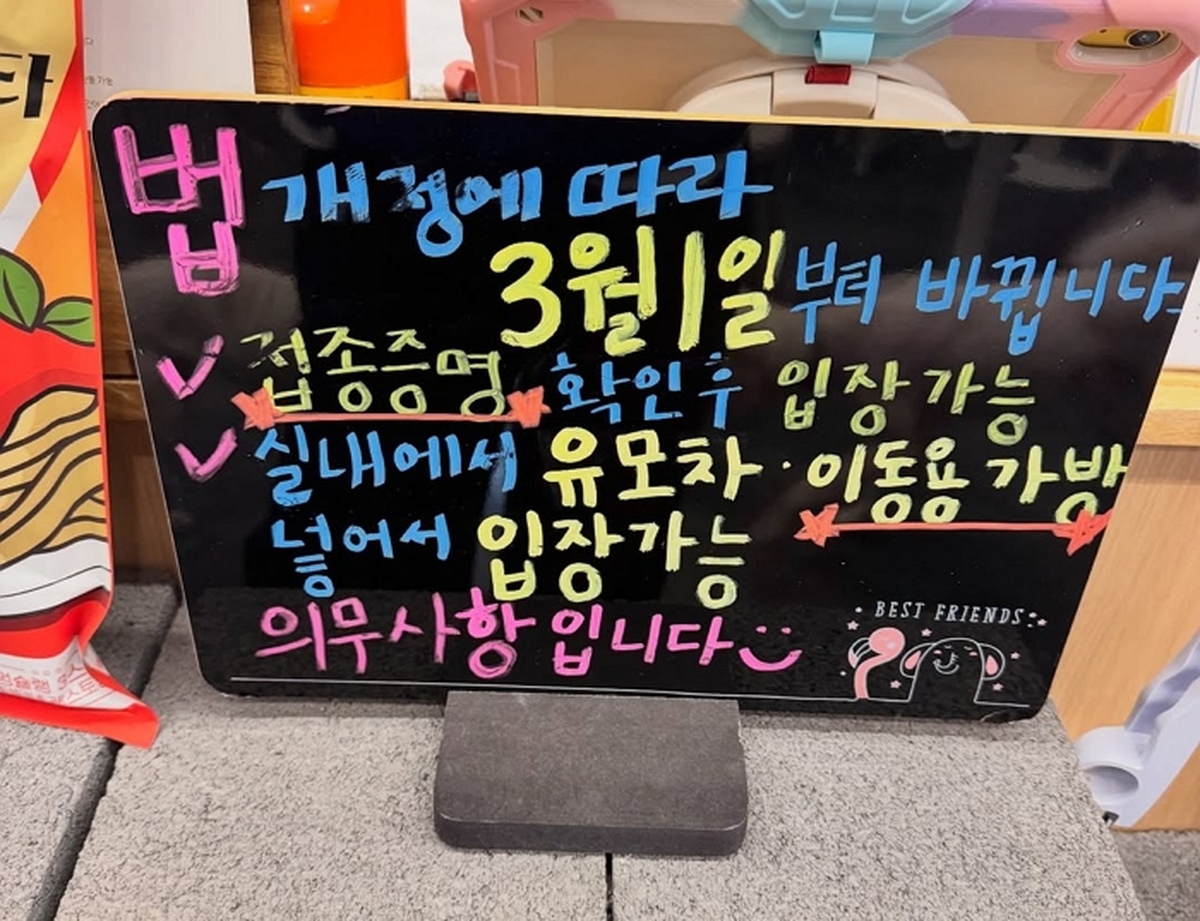 타
법 개정에 따라
3월1일부터 바뀝니다.
✓ 접종증명 확인 후 입장 가능
✓ 실내에서 유모차·이동용 가방
넣어서 입장 가능
의무사항 입니다
BEST FRIENDS